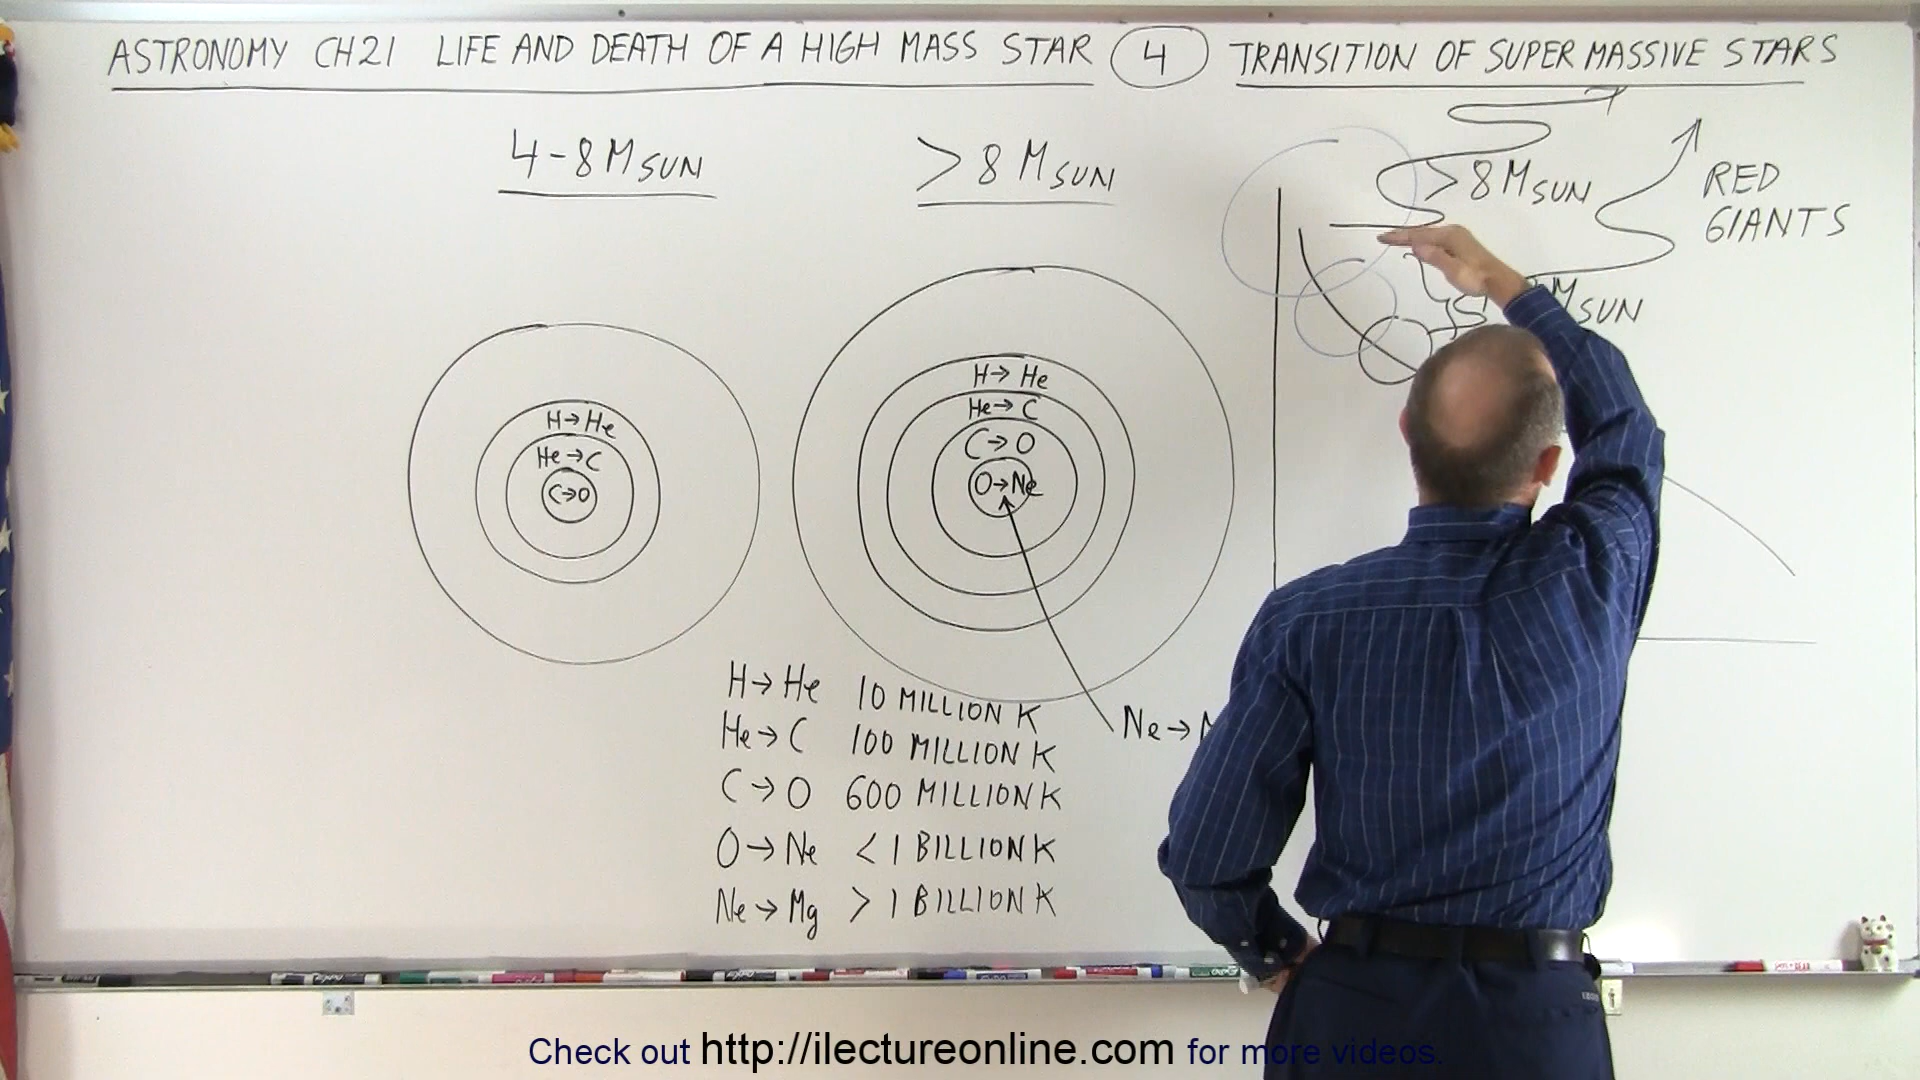 ASTRONOMY CH21 LIFE AND DEATH OF A HIGH MASS STAR 4 TRANSITION OF SUPER MASSIVE STARS
4-8 MSUN
> 8 MSUN
> 8 MSUN
RED
GIANTS
MSUN
H→He
He→C
C→O
H→He
He→C
C→O
O→Ne
Ne→
H→He 10 MILLION K
He→C 100 MILLION K
C→O 600 MILLION K
O→Ne < 1 BILLION K
Ne→Mg > 1 BILLION K
Check out http://ilectureonline.com for more videos.